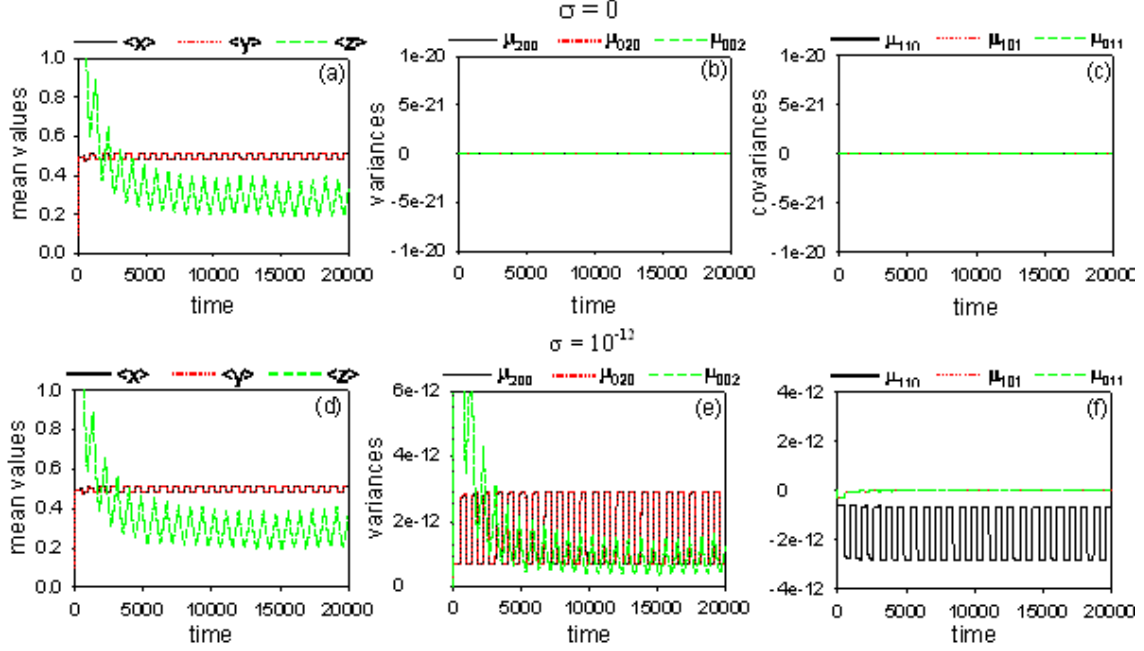 σ = 0
<x> <y> <z>
μ200 μ020 μ002
μ110 μ101 μ011
1.0 0.8 0.6 0.4 0.2 0.0
mean values
(a)
0 5000 10000 15000 20000
time
1e-20 5e-21 0 -5e-21 -1e-20
variances
(b)
0 5000 10000 15000 20000
time
1e-20 5e-21 0 -5e-21 -1e-20
covariances
(c)
0 5000 10000 15000 20000
time
σ = 10⁻¹²
<x> <y> <z>
μ200 μ020 μ002
μ110 μ101 μ011
1.0 0.8 0.6 0.4 0.2 0.0
mean values
(d)
0 5000 10000 15000 20000
time
6e-12 4e-12 2e-12 0
variances
(e)
0 5000 10000 15000 20000
time
4e-12 2e-12 0 -2e-12 -4e-12
covariances
(f)
0 5000 10000 15000 20000
time